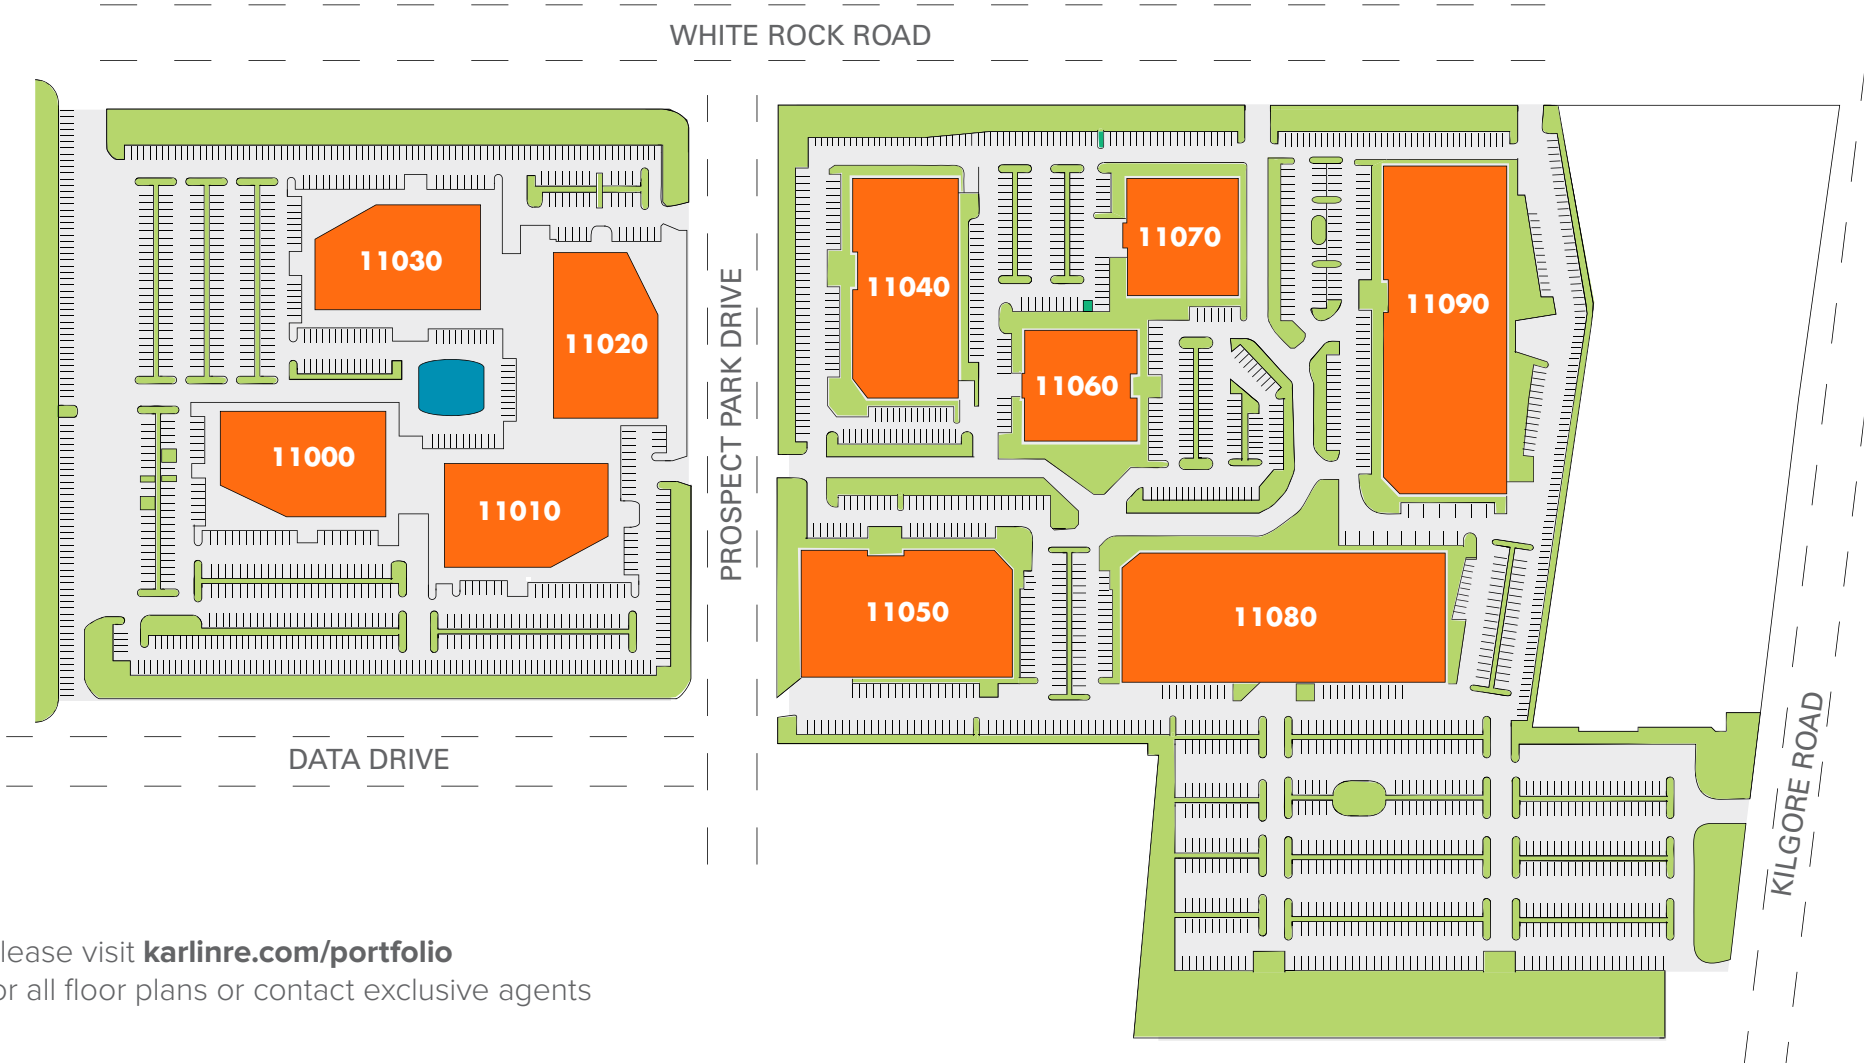 WHITE ROCK ROAD
11030
11020
11000
11010
PROSPECT PARK DRIVE
11040
11070
11060
11090
11050
11080
DATA DRIVE
KILGORE ROAD
lease visit karlinre.com/portfolio
or all floor plans or contact exclusive agents